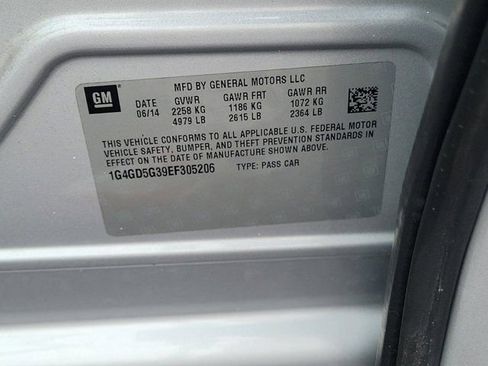 GM
MFD BY GENERAL MOTORS LLC
DATE GVWR GAWR FRT GAWR RR
06/14 2258 KG 1186 KG 1072 KG
4979 LB 2615 LB 2364 LB
THIS VEHICLE CONFORMS TO ALL APPLICABLE U.S. FEDERAL MOTOR
VEHICLE SAFETY, BUMPER, AND THEFT PREVENTION STANDARDS IN
EFFECT ON THE DATE OF MANUFACTURE SHOWN ABOVE.
1G4GD5G39EF305206 TYPE: PASS CAR